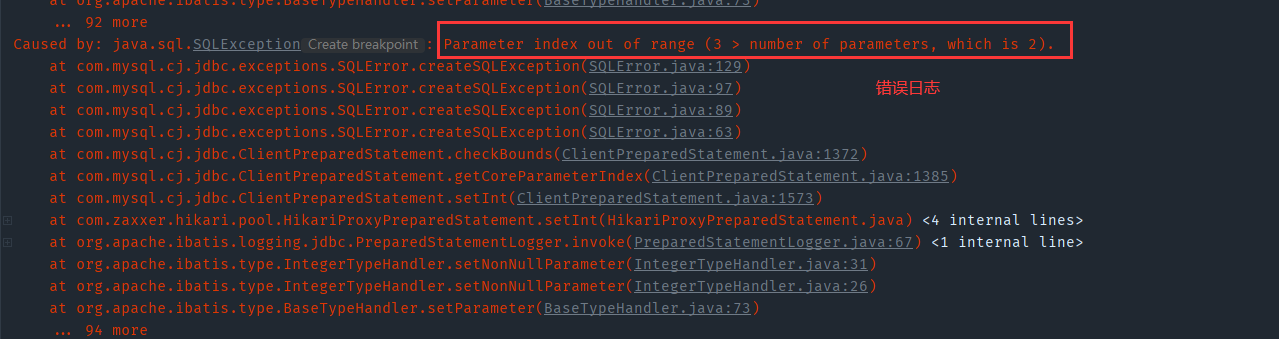 at org.apache.ibatis.type.BaseTypeHandler.setParameter(BaseTypeHandler.java:73)
... 92 more
Caused by: java.sql.SQLException Create breakpoint : Parameter index out of range (3 > number of parameters, which is 2).
at com.mysql.cj.jdbc.exceptions.SQLError.createSQLException(SQLError.java:129)
at com.mysql.cj.jdbc.exceptions.SQLError.createSQLException(SQLError.java:97)
错误日志
at com.mysql.cj.jdbc.exceptions.SQLError.createSQLException(SQLError.java:89)
at com.mysql.cj.jdbc.exceptions.SQLError.createSQLException(SQLError.java:63)
at com.mysql.cj.jdbc.ClientPreparedStatement.checkBounds(ClientPreparedStatement.java:1372)
at com.mysql.cj.jdbc.ClientPreparedStatement.getCoreParameterIndex(ClientPreparedStatement.java:1385)
at com.mysql.cj.jdbc.ClientPreparedStatement.setInt(ClientPreparedStatement.java:1573)
at com.zaxxer.hikari.pool.HikariProxyPreparedStatement.setInt(HikariProxyPreparedStatement.java) <4 internal lines>
at org.apache.ibatis.logging.jdbc.PreparedStatementLogger.invoke(PreparedStatementLogger.java:67) <1 internal line>
at org.apache.ibatis.type.IntegerTypeHandler.setNonNullParameter(IntegerTypeHandler.java:31)
at org.apache.ibatis.type.IntegerTypeHandler.setNonNullParameter(IntegerTypeHandler.java:26)
at org.apache.ibatis.type.BaseTypeHandler.setParameter(BaseTypeHandler.java:73)
... 94 more